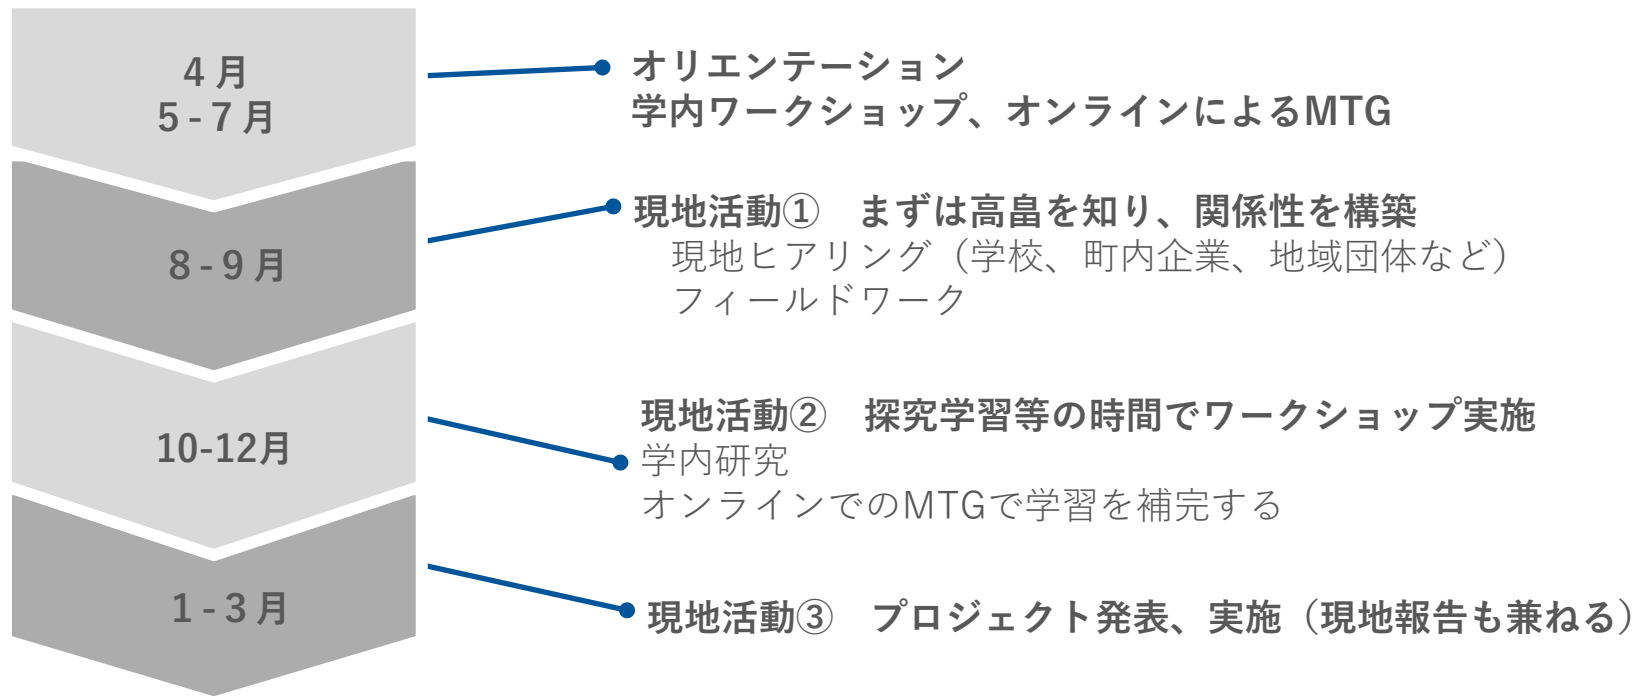 4月
5-7月
オリエンテーション
学内ワークショップ、オンラインによるMTG
8-9月
現地活動① まずは高畠を知り、関係性を構築
現地ヒアリング（学校、町内企業、地域団体など）
フィールドワーク
10-12月
現地活動② 探究学習等の時間でワークショップ実施
学内研究
オンラインでのMTGで学習を補完する
1-3月
現地活動③ プロジェクト発表、実施（現地報告も兼ねる）